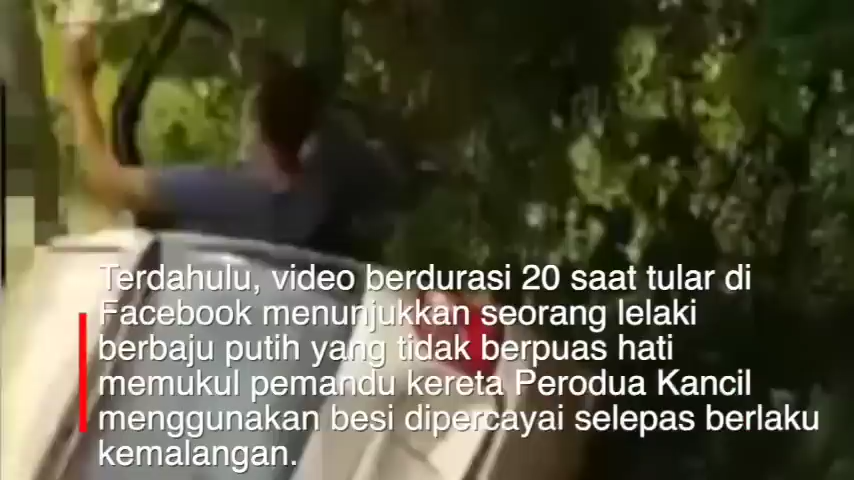 Terdahulu, video berdurasi 20 saat tular di
Facebook menunjukkan seorang lelaki
berbaju putih yang tidak berpuas hati
memukul pemandu kereta Perodua Kancil
menggunakan besi dipercayai selepas berlaku
kemalangan.